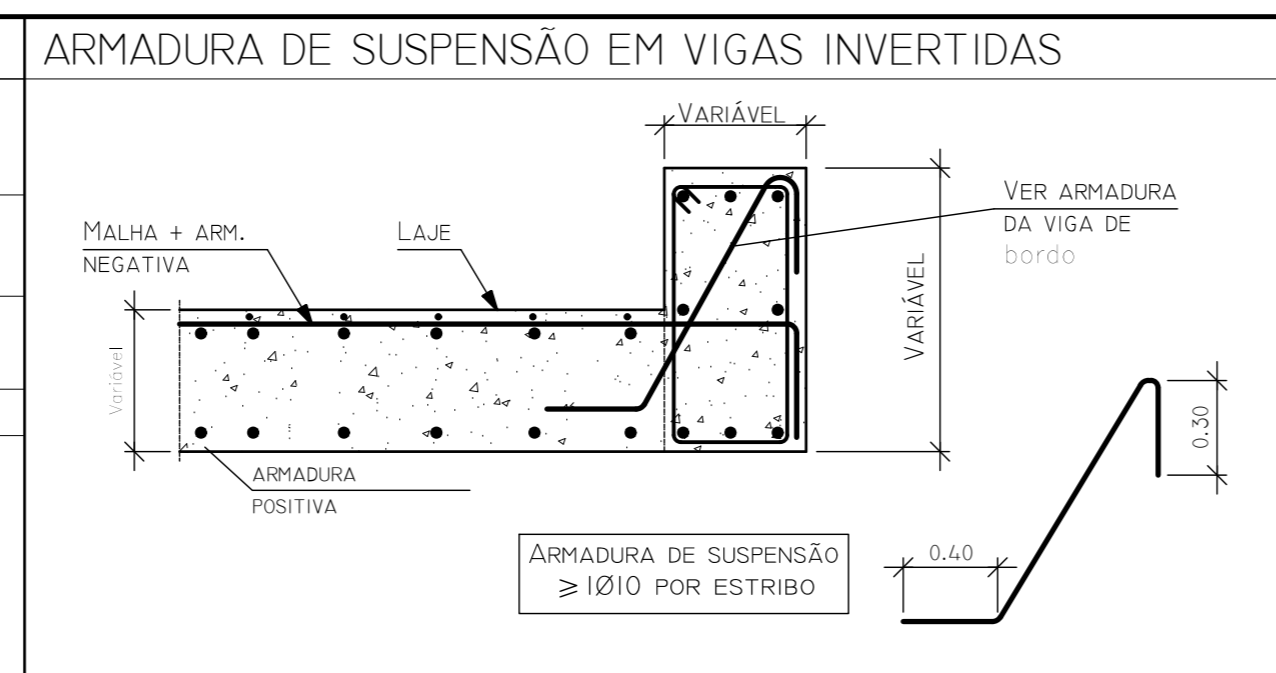 ARMADURA DE SUSPENSÃO EM VIGAS INVERTIDAS
VARIÁVEL
VER ARMADURA
DA VIGA DE
bordo
MALHA + ARM.
NEGATIVA
LAJE
VARIÁVEL
Variável
0.30
ARMADURA
POSITIVA
ARMADURA DE SUSPENSÃO
≥1Ø10 POR ESTRIBO
0.40